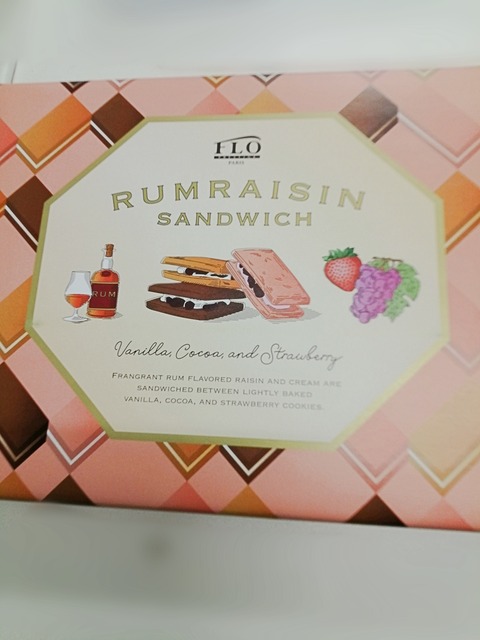 FLO
PARIS
RUMRAISIN
SANDWICH
RUM
Vanilla, Cocoa, and Strawberry
FRANGRANT RUM FLAVORED RAISIN AND CREAM ARE
SANDWICHED BETWEEN LIGHTLY BAKED
VANILLA, COCOA, AND STRAWBERRY COOKIES.